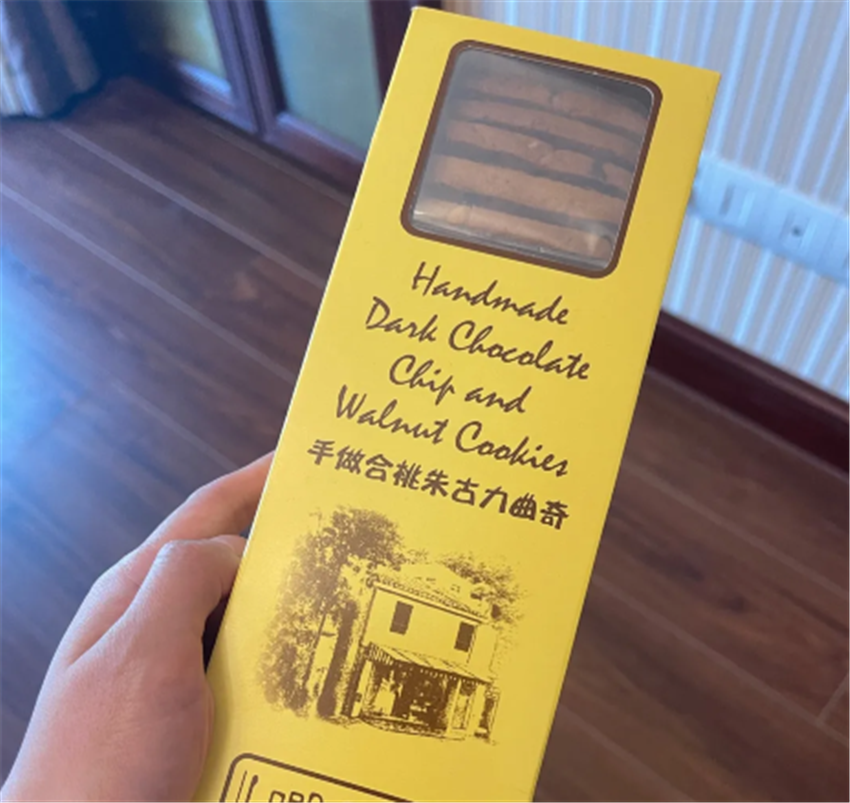 Handmade
Dark Chocolate
Chip and
Walnut Cookies
手做合桃朱古力曲奇